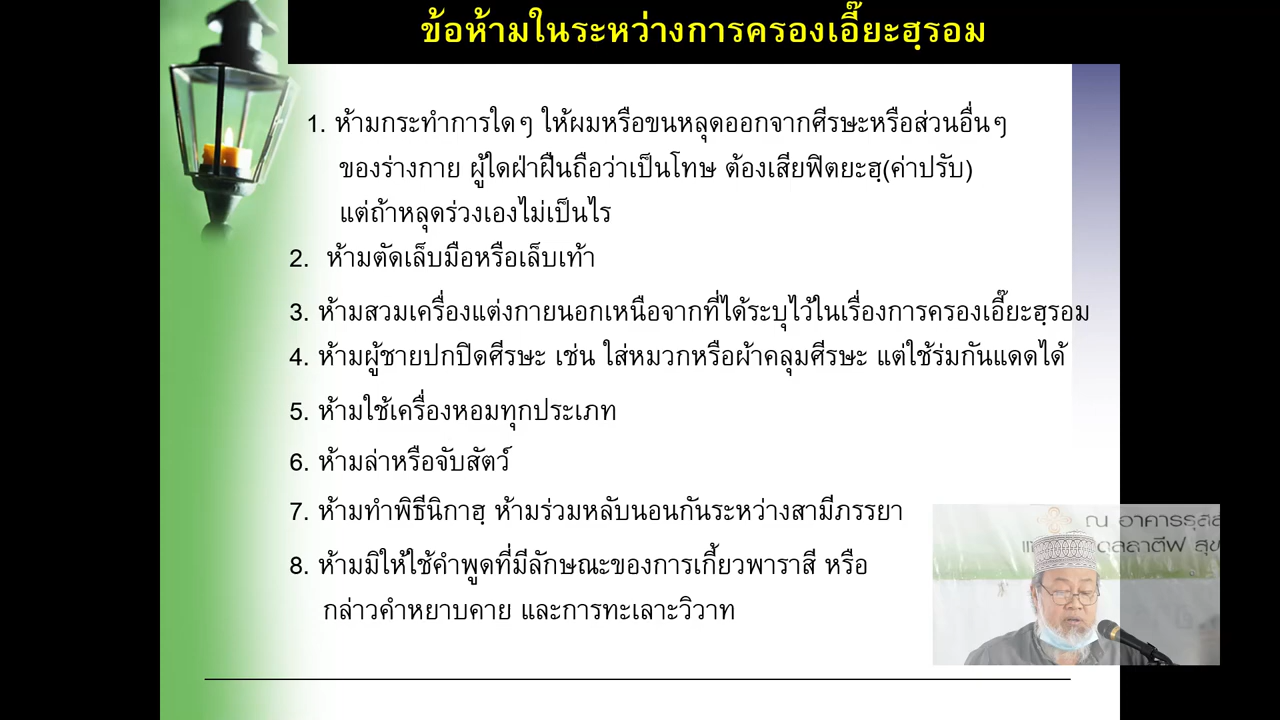 ข้อห้ามในระหว่างการครองเอี๊ยะฮฺรอม
1. ห้ามกระทำการใดๆ ให้ผมหรือขนหลุดออกจากศีรษะหรือส่วนอื่นๆ
ของร่างกาย ผู้ใดฝ่าฝืนถือว่าเป็นโทษ ต้องเสียฟิตยะฮฺ(ค่าปรับ)
แต่ถ้าหลุดร่วงเองไม่เป็นไร
2. ห้ามตัดเล็บมือหรือเล็บเท้า
3. ห้ามสวมเครื่องแต่งกายนอกเหนือจากที่ได้ระบุไว้ในเรื่องการครองเอี๊ยะฮฺรอม
4. ห้ามผู้ชายปกปิดศีรษะ เช่น ใส่หมวกหรือผ้าคลุมศีรษะ แต่ใช้ร่มกันแดดได้
5. ห้ามใช้เครื่องหอมทุกประเภท
6. ห้ามล่าหรือจับสัตว์
7. ห้ามทำพิธีนิกาฮฺ ห้ามร่วมหลับนอนกันระหว่างสามีภรรยา
8. ห้ามมิให้ใช้คำพูดที่มีลักษณะของการเกี้ยวพาราสี หรือ
กล่าวคำหยาบคาย และการทะเลาะวิวาท
ณ อาคาร